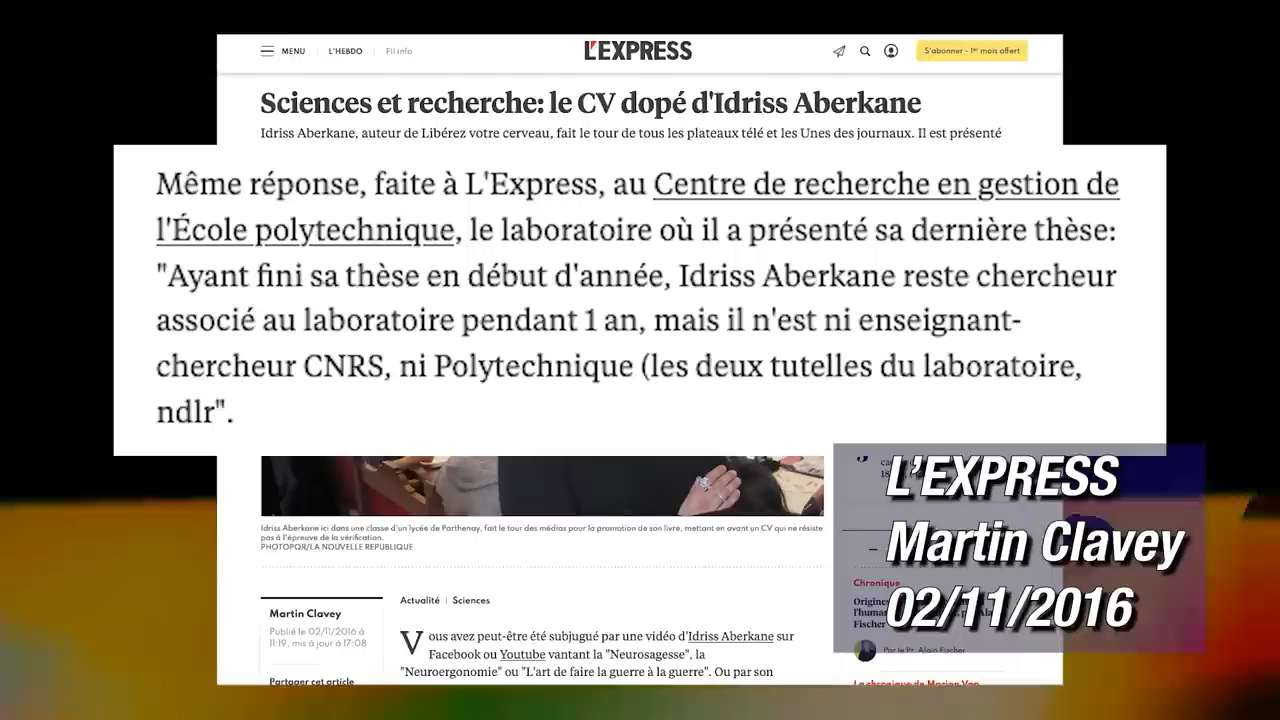 MENU
L'HEBDO
Fil info
L'EXPRESS
S'abonner - 1er mois offert
Sciences et recherche: le CV dopé d'Idriss Aberkane
Idriss Aberkane, auteur de Libérez votre cerveau, fait le tour de tous les plateaux télé et les Unes des journaux. Il est présenté
Même réponse, faite à L'Express, au Centre de recherche en gestion de
l'École polytechnique, le laboratoire où il a présenté sa dernière thèse:
"Ayant fini sa thèse en début d'année, Idriss Aberkane reste chercheur
associé au laboratoire pendant 1 an, mais il n'est ni enseignant-
chercheur CNRS, ni Polytechnique (les deux tutelles du laboratoire,
ndlr".
Idriss Aberkane ici dans une classe d'un lycée de Parthenay, fait le tour des médias pour la promotion de son livre, mettant en avant un CV qui ne résiste
pas à l'épreuve de la vérification.
PHOTOPQR/LA NOUVELLE REPUBLIQUE
Martin Clavey
Publié le 02/11/2016 à
11:19, mis à jour à 17:08
Partager cet article
Actualité | Sciences
Vous avez peut-être été subjugué par une vidéo d'Idriss Aberkane sur
Facebook ou Youtube vantant la "Neurosagesse", la
"Neuroergonomie" ou "L'art de faire la guerre à la guerre". Ou par son
L'EXPRESS
Martin Clavey
02/11/2016
Chronique
Fischer
Par le Pr. Alain Fischer
La chronique de Marion Van